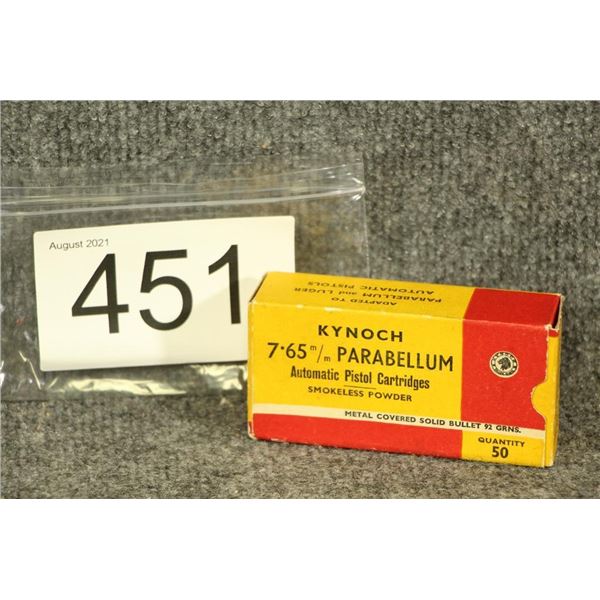 August 2021
451
ADAPTED TO
PARABELLUM and LUGER
AUTOMATIC PISTOLS
KYNOCH
7·65 m/m PARABELLUM
Automatic Pistol Cartridges
SMOKELESS POWDER
METAL COVERED SOLID BULLET 92 GRNS.
QUANTITY
50